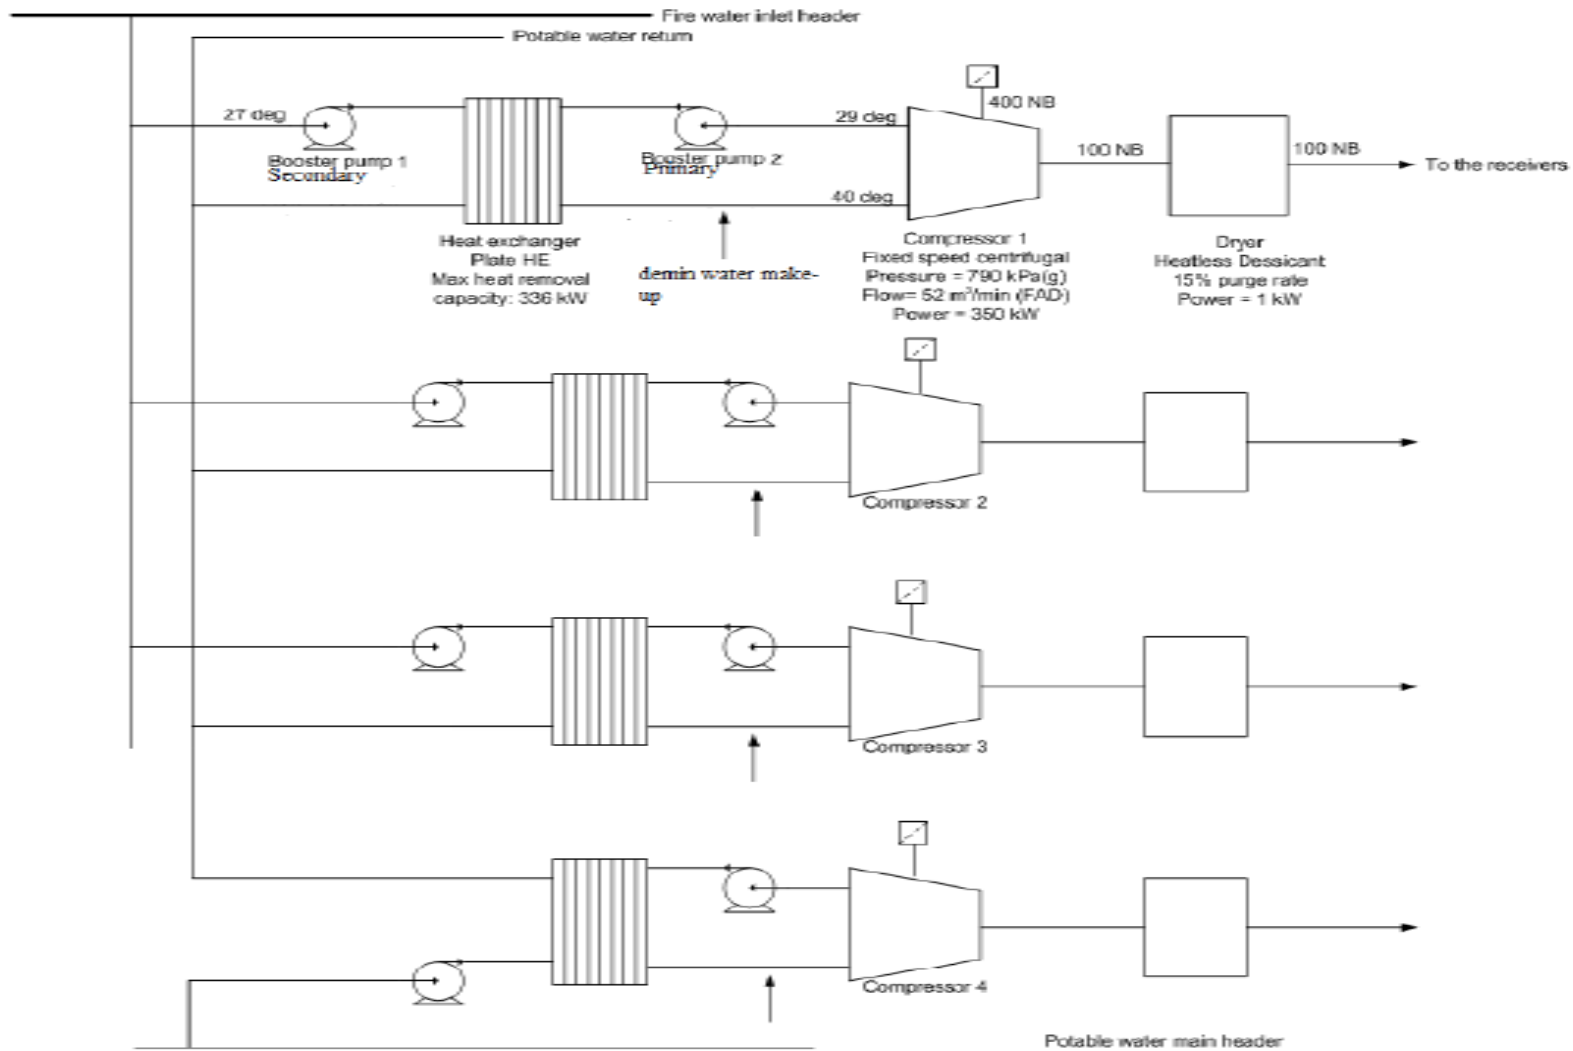 Fire water inlet header
Potable water return
400 NB
27 deg
29 deg
100 NB
100 NB
Booster pump 1
Secondary
Booster pump 2
Primary
To the receivers
40 deg
Heat exchanger
Plate HE
Max heat removal
capacity: 336 kW
demin water make-
up
Compressor 1
Fixed speed centrifugal
Pressure = 790 kPa(g)
Flow= 52 m³/min (FAD)
Power = 350 kW
Dryer
Heatless Dessicant
15% purge rate
Power = 1 kW
Compressor 2
Compressor 3
Compressor 4
Potable water main header